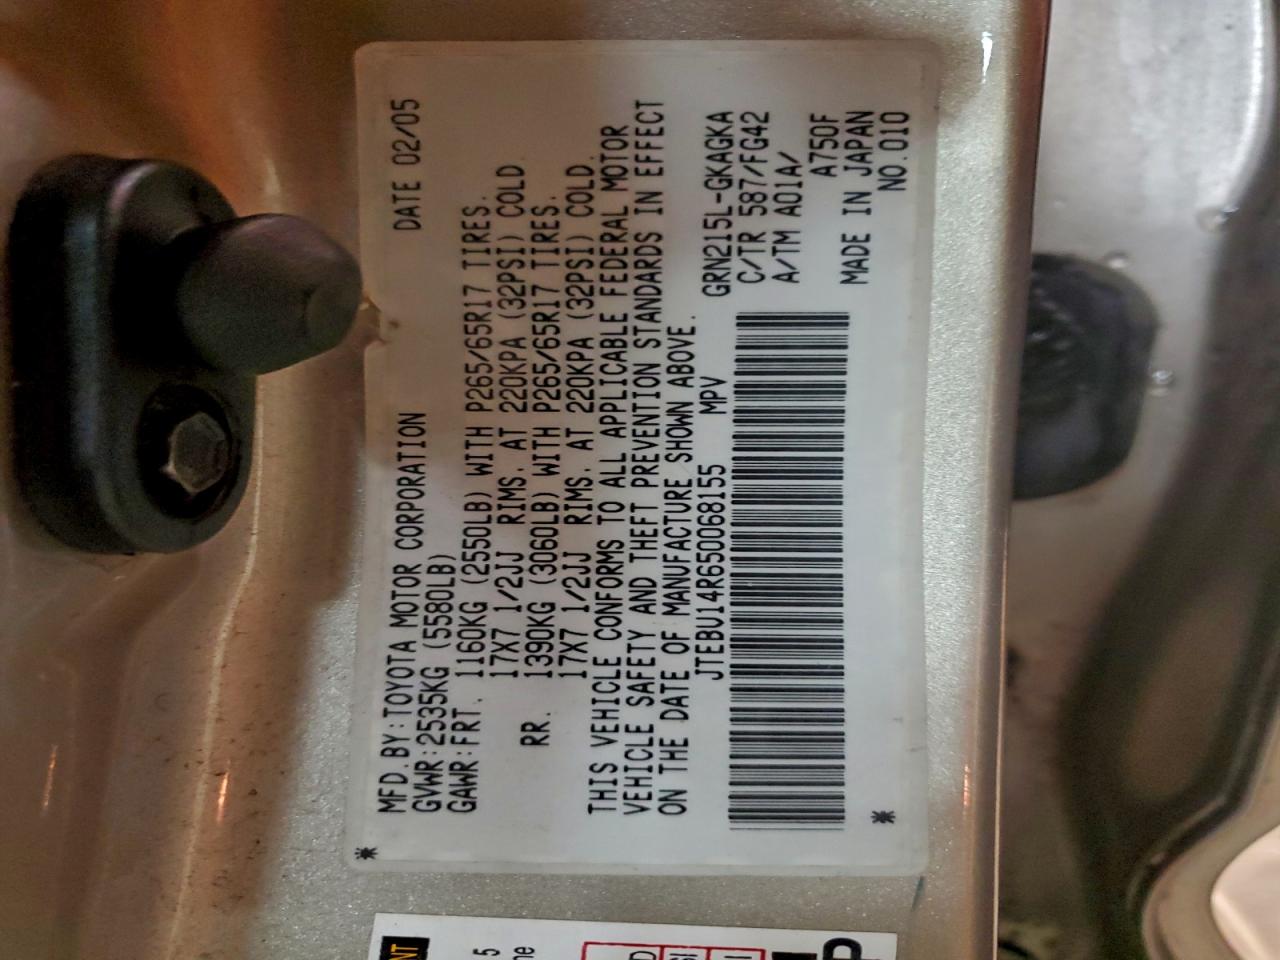 MFD.BY:TOYOTA MOTOR CORPORATION DATE 02/05
GVWR:2535KG (5580LB)
GAWR:FRT. 1160KG (2550LB) WITH P265/65R17 TIRES.
17X7 1/2JJ RIMS. AT 220KPA (32PSI) COLD
RR. 1390KG (3060LB) WITH P265/65R17 TIRES.
17X7 1/2JJ RIMS. AT 220KPA (32PSI) COLD.
THIS VEHICLE CONFORMS TO ALL APPLICABLE FEDERAL MOTOR
VEHICLE SAFETY AND THEFT PREVENTION STANDARDS IN EFFECT
ON THE DATE OF MANUFACTURE SHOWN ABOVE.
JTEBU14R650068155 MPV
GRN215L-GKAGKA
C/TR 587/FG42
A/TM A01A/
A750F
MADE IN JAPAN
NO.010
NT
5
ne